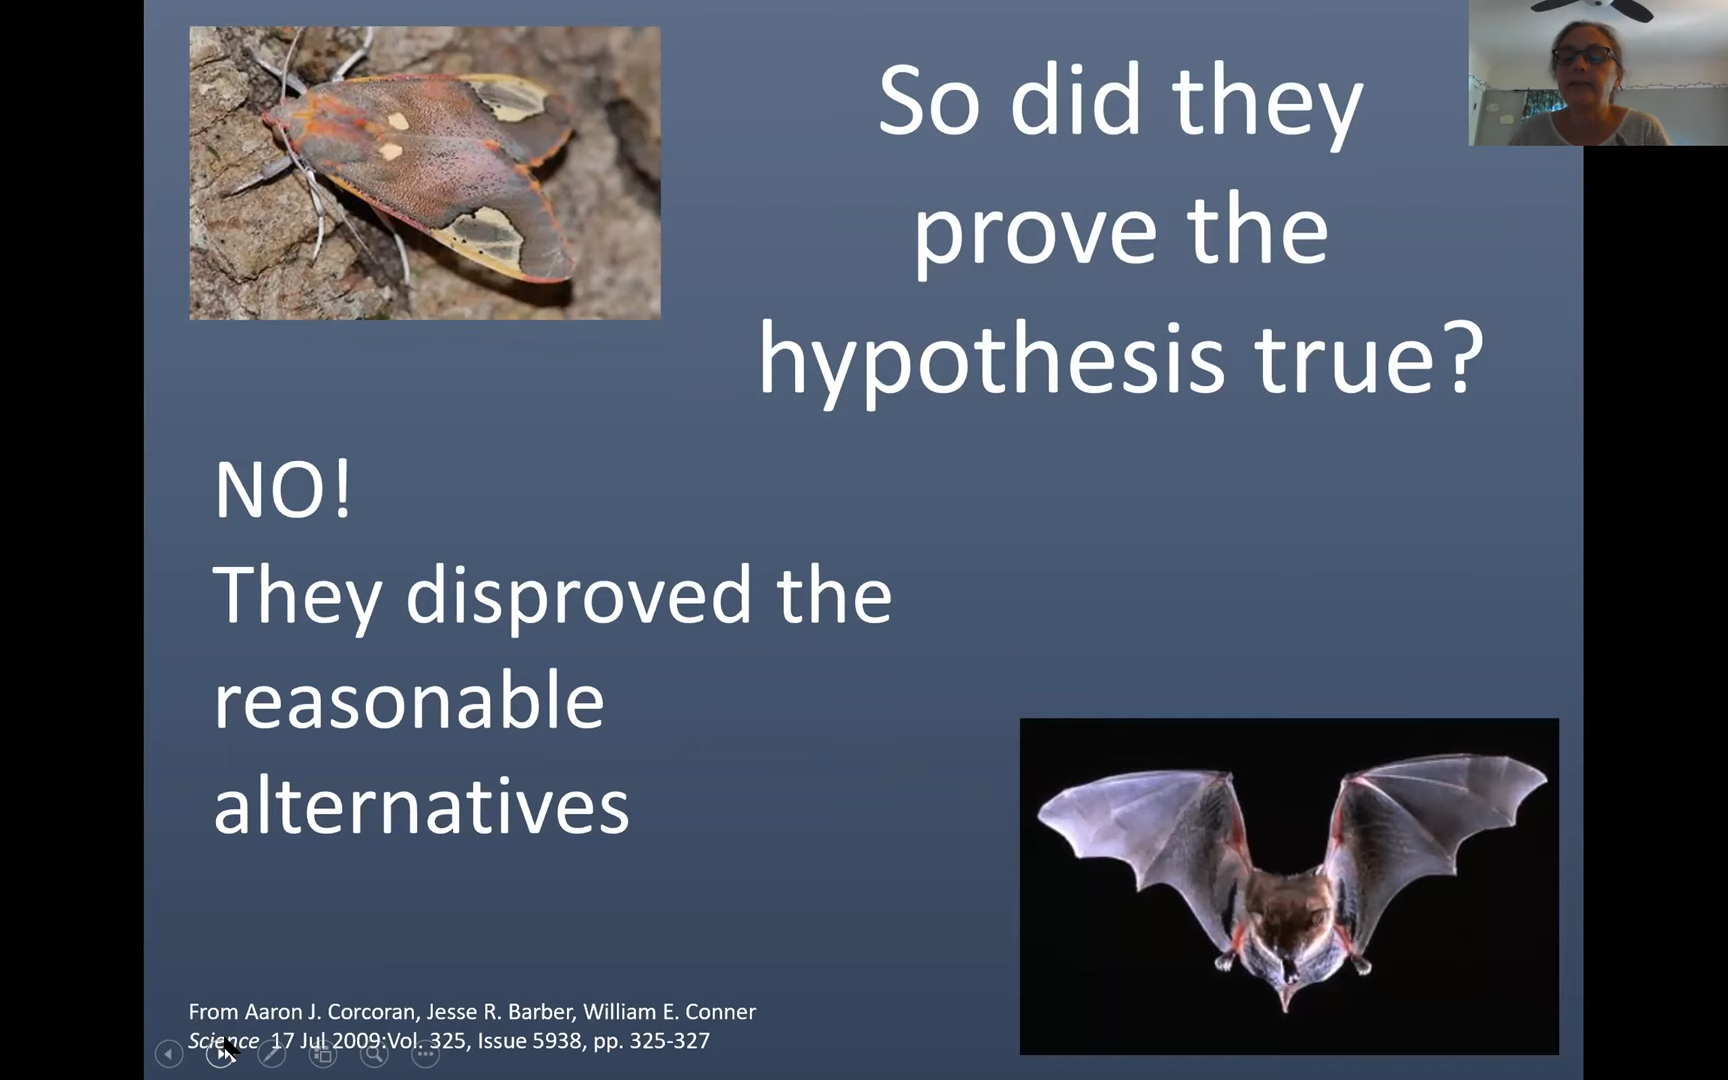 So did they
prove the
hypothesis true?
NO!
They disproved the
reasonable
alternatives
From Aaron J. Corcoran, Jesse R. Barber, William E. Conner
Science 17 Jul 2009:Vol. 325, Issue 5938, pp. 325-327